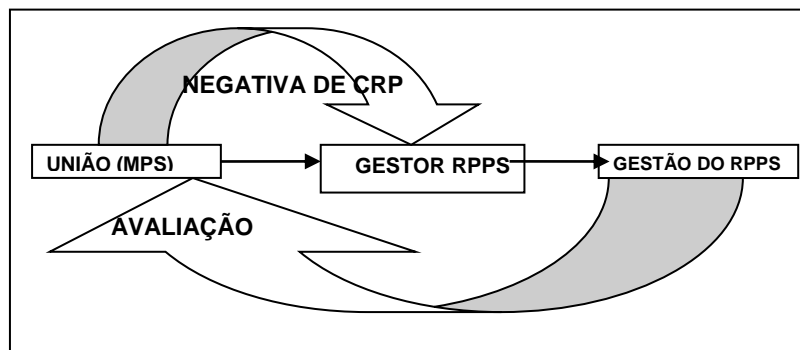 NEGATIVA DE CRP
UNIÃO (MPS)
GESTOR RPPS
GESTÃO DO RPPS
AVALIAÇÃO